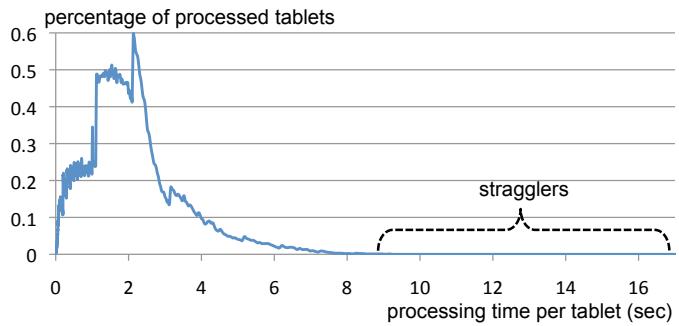 percentage of processed tablets
0.6
0.5
0.4
0.3
0.2
0.1
0
stragglers
0 2 4 6 8 10 12 14 16
processing time per tablet (sec)